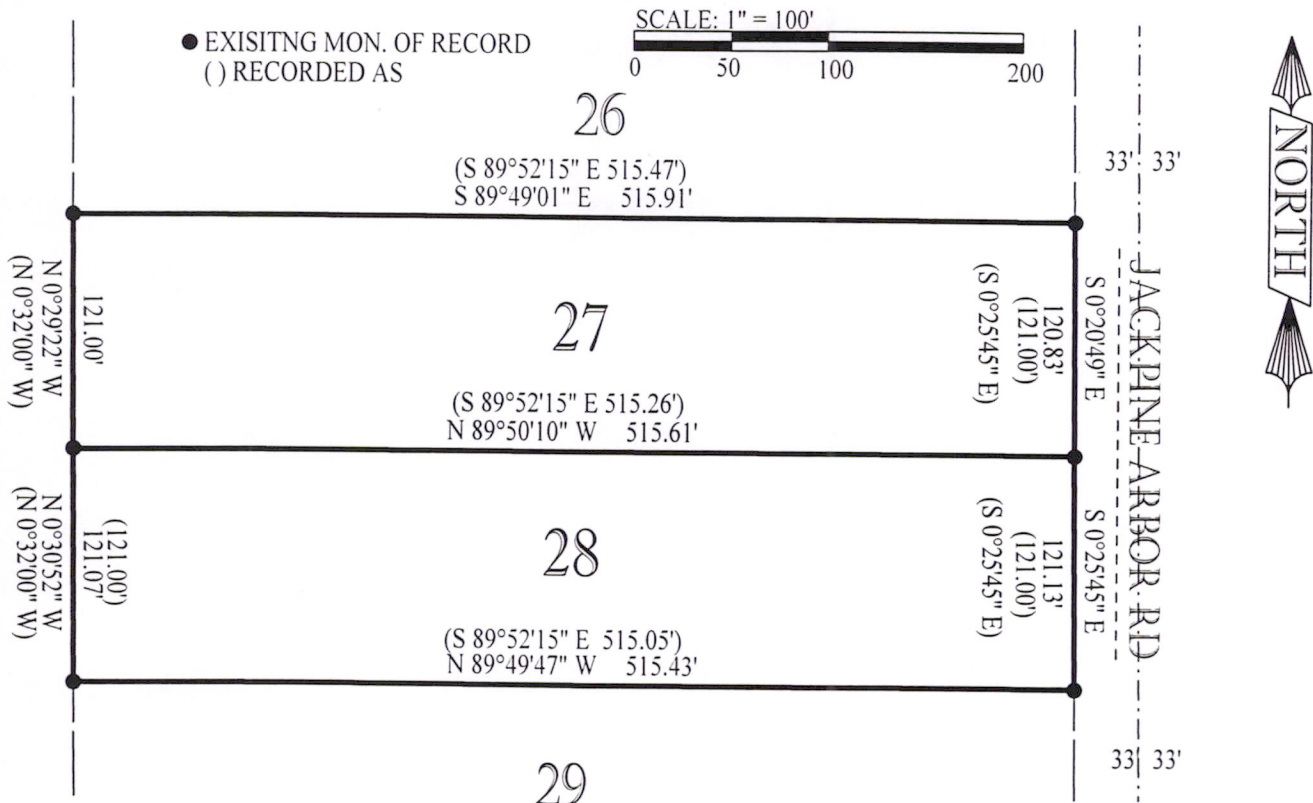 SCALE: 1" = 100'
● EXISITNG MON. OF RECORD
( ) RECORDED AS
0 50 100 200
NORTH
26
33' 33'
(S 89°52'15" E 515.47')
S 89°49'01" E 515.91'
121.00'
N 0°29'22" W
(N 0°32'00" W)
27
S 0°20'49" E
120.83'
(121.00')
(S 0°25'45" E)
JACKPINE ARBOR RD
(S 89°52'15" E 515.26')
N 89°50'10" W 515.61'
(121.00')
121.07'
N 0°30'52" W
(N 0°32'00" W)
28
S 0°25'45" E
121.13'
(121.00')
(S 0°25'45" E)
(S 89°52'15" E 515.05')
N 89°49'47" W 515.43'
33' 33'
29